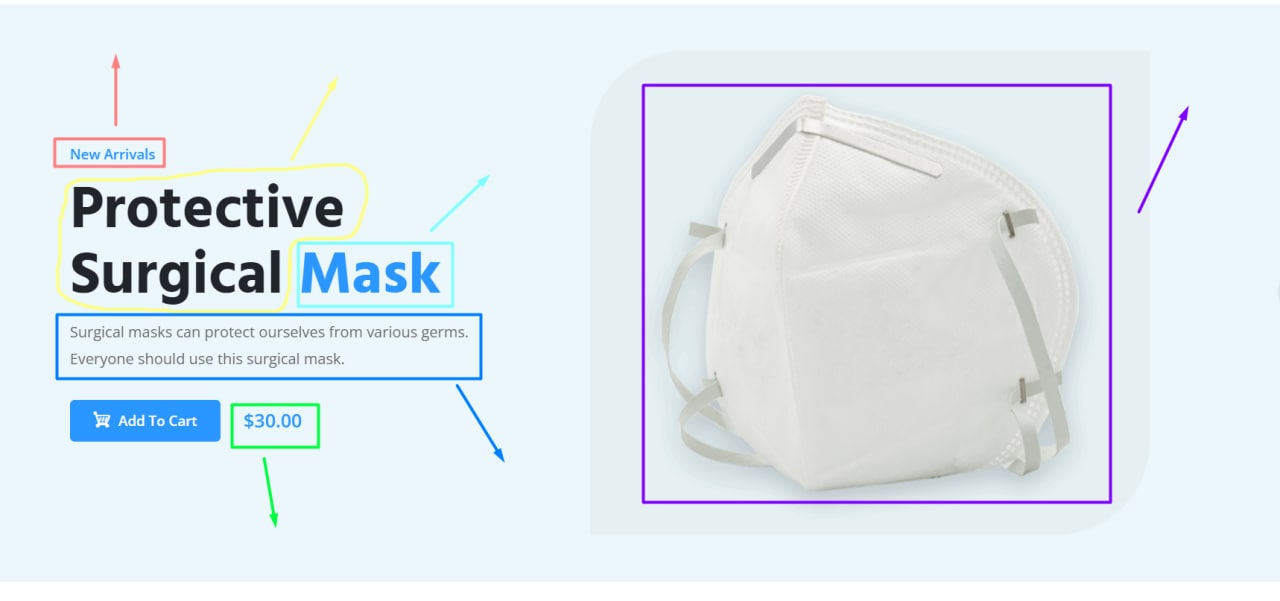 New Arrivals
Protective
Surgical Mask
Surgical masks can protect ourselves from various germs.
Everyone should use this surgical mask.
Add To Cart $30.00